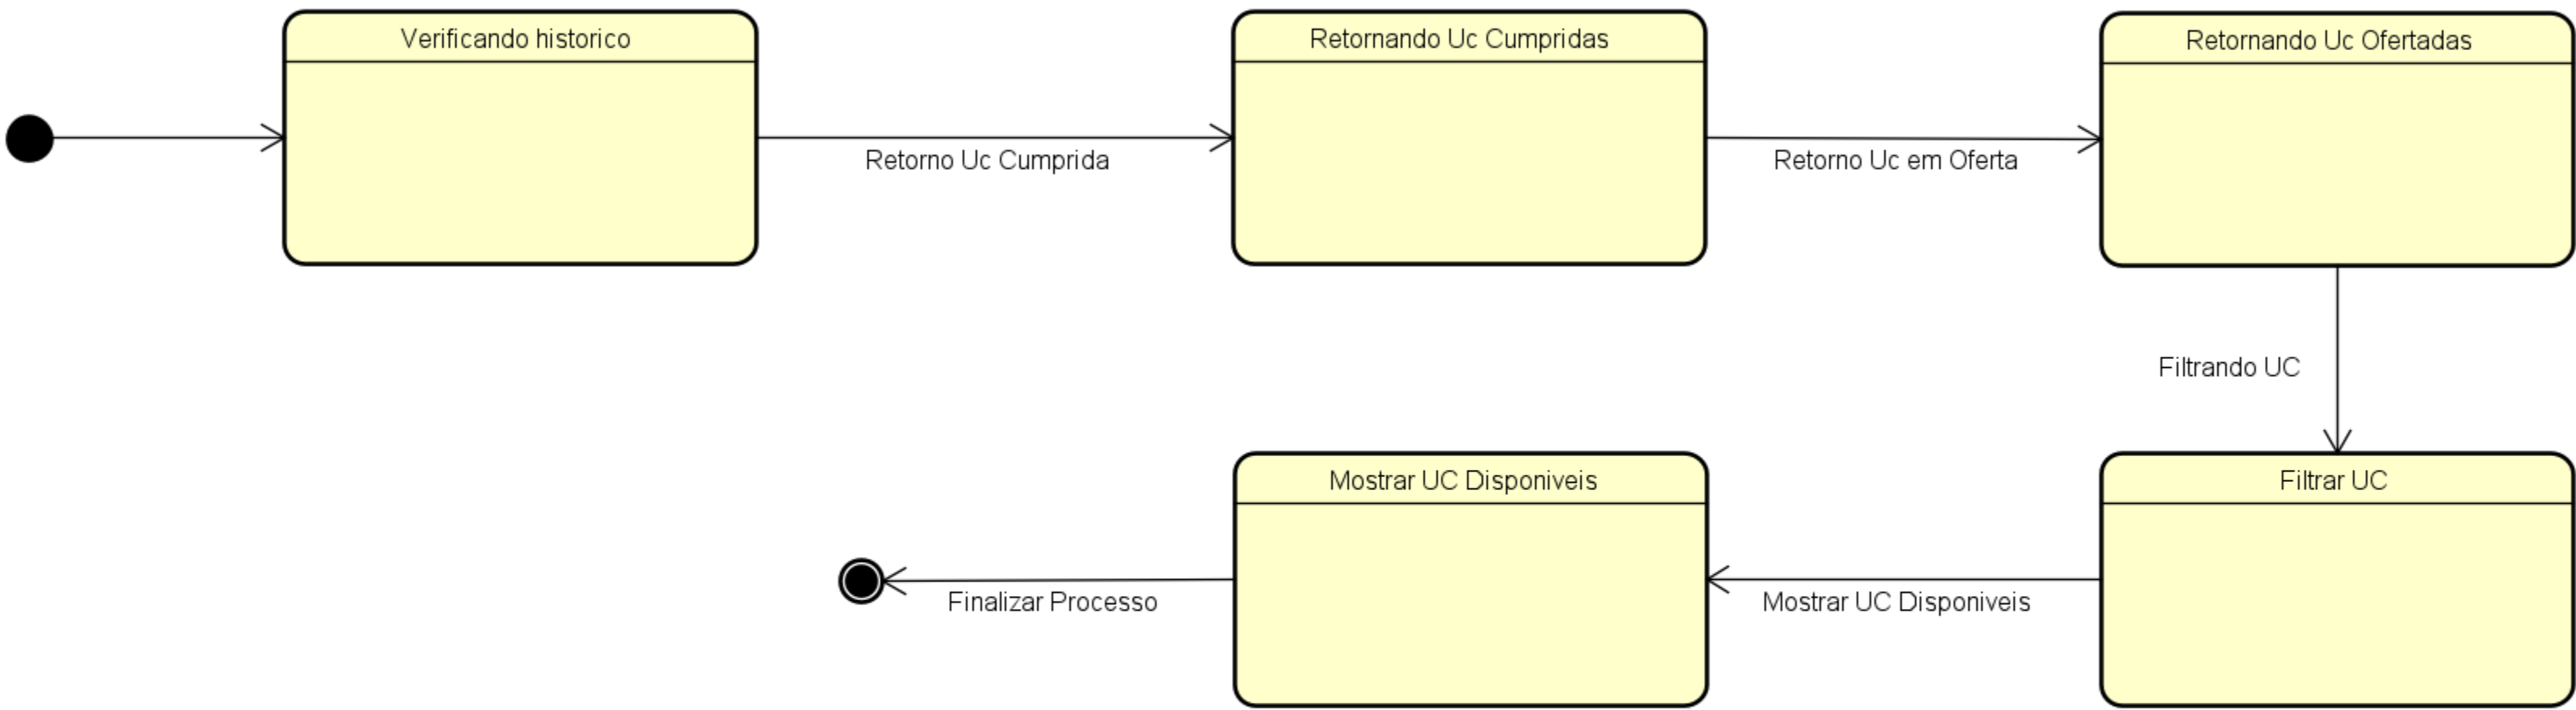 Verificando historico
Retorno Uc Cumprida
Retornando Uc Cumpridas
Retorno Uc em Oferta
Retornando Uc Ofertadas
Filtrando UC
Filtrar UC
Mostrar UC Disponiveis
Mostrar UC Disponiveis
Finalizar Processo